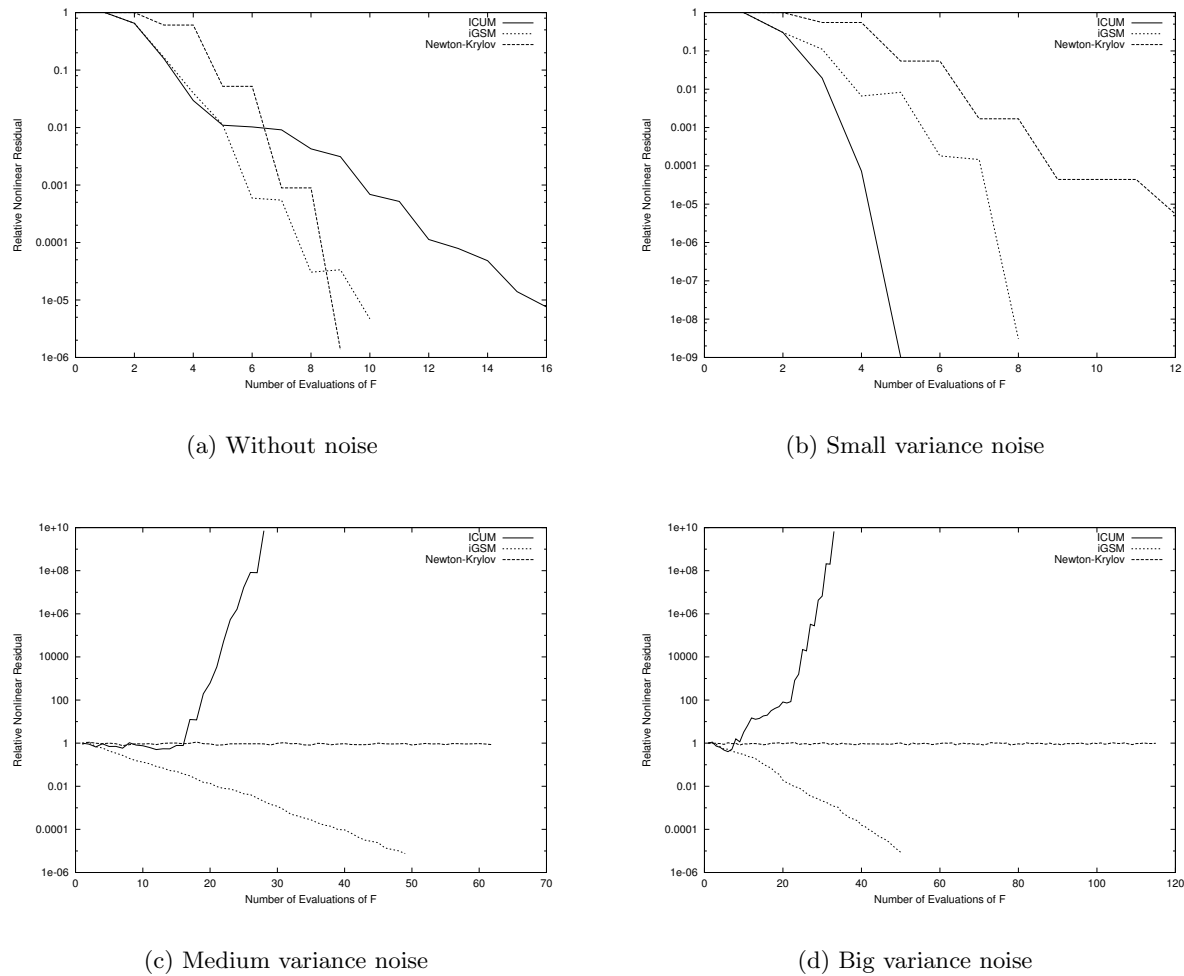 1
0.1
0.01
0.001
0.0001
1e-05
1e-06
0 2 4 6 8 10 12 14 16
Relative Nonlinear Residual
Number of Evaluations of F
ICUM
iGSM
Newton-Krylov
(a) Without noise
1
0.1
0.01
0.001
0.0001
1e-05
1e-06
1e-07
1e-08
1e-09
0 2 4 6 8 10 12
Relative Nonlinear Residual
Number of Evaluations of F
ICUM
iGSM
Newton-Krylov
(b) Small variance noise
1e+10
1e+08
1e+06
10000
100
1
0.01
0.0001
1e-06
0 10 20 30 40 50 60 70
Relative Nonlinear Residual
Number of Evaluations of F
ICUM
iGSM
Newton-Krylov
(c) Medium variance noise
1e+10
1e+08
1e+06
10000
100
1
0.01
0.0001
1e-06
0 20 40 60 80 100 120
Relative Nonlinear Residual
Number of Evaluations of F
ICUM
iGSM
Newton-Krylov
(d) Big variance noise